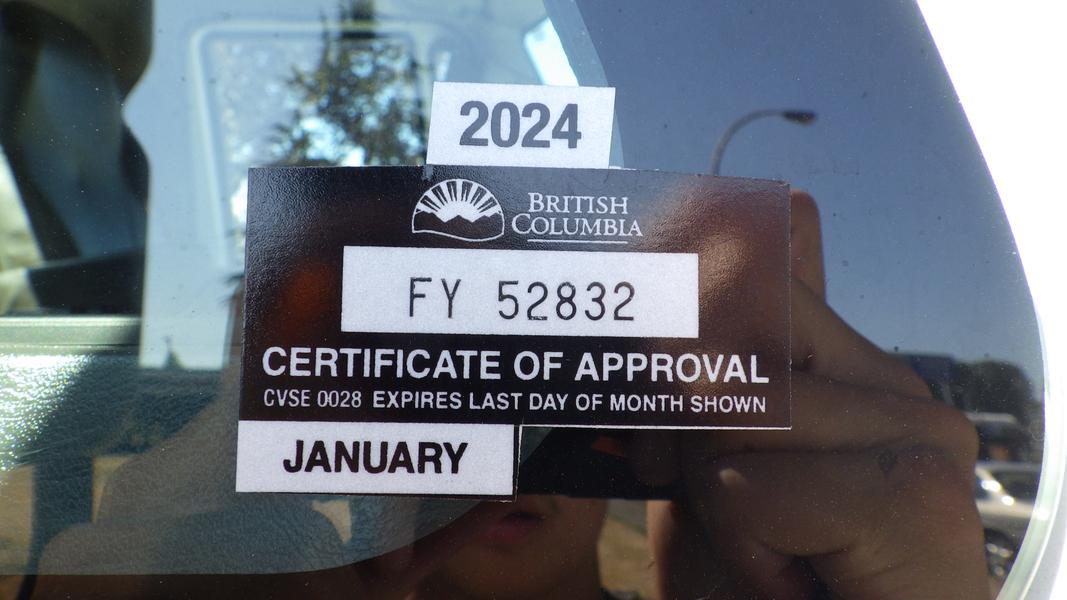 2024
BRITISH
COLUMBIA
FY 52832
CERTIFICATE OF APPROVAL
CVSE 0028 EXPIRES LAST DAY OF MONTH SHOWN
JANUARY